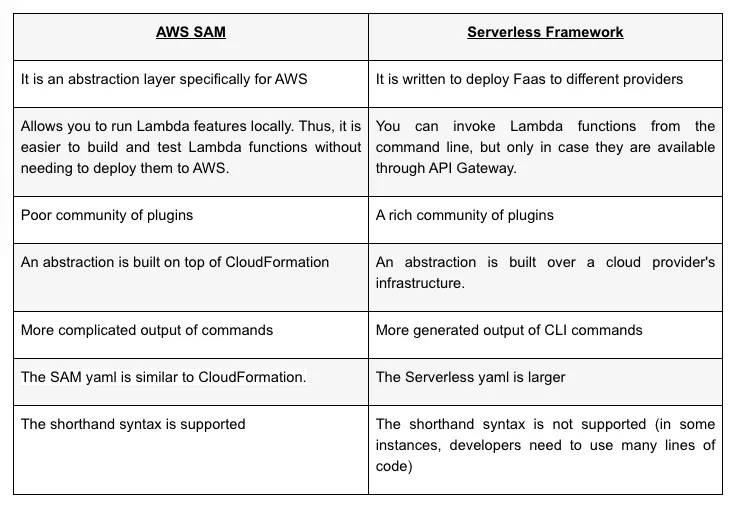 AWS SAM
Serverless Framework
It is an abstraction layer specifically for AWS
It is written to deploy Faas to different providers
Allows you to run Lambda features locally. Thus, it is
easier to build and test Lambda functions without
needing to deploy them to AWS.
You can invoke Lambda functions from the
command line, but only in case they are available
through API Gateway.
Poor community of plugins
A rich community of plugins
An abstraction is built on top of CloudFormation
An abstraction is built over a cloud provider's
infrastructure.
More complicated output of commands
More generated output of CLI commands
The SAM yaml is similar to CloudFormation.
The Serverless yaml is larger
The shorthand syntax is supported
The shorthand syntax is not supported (in some
instances, developers need to use many lines of
code)